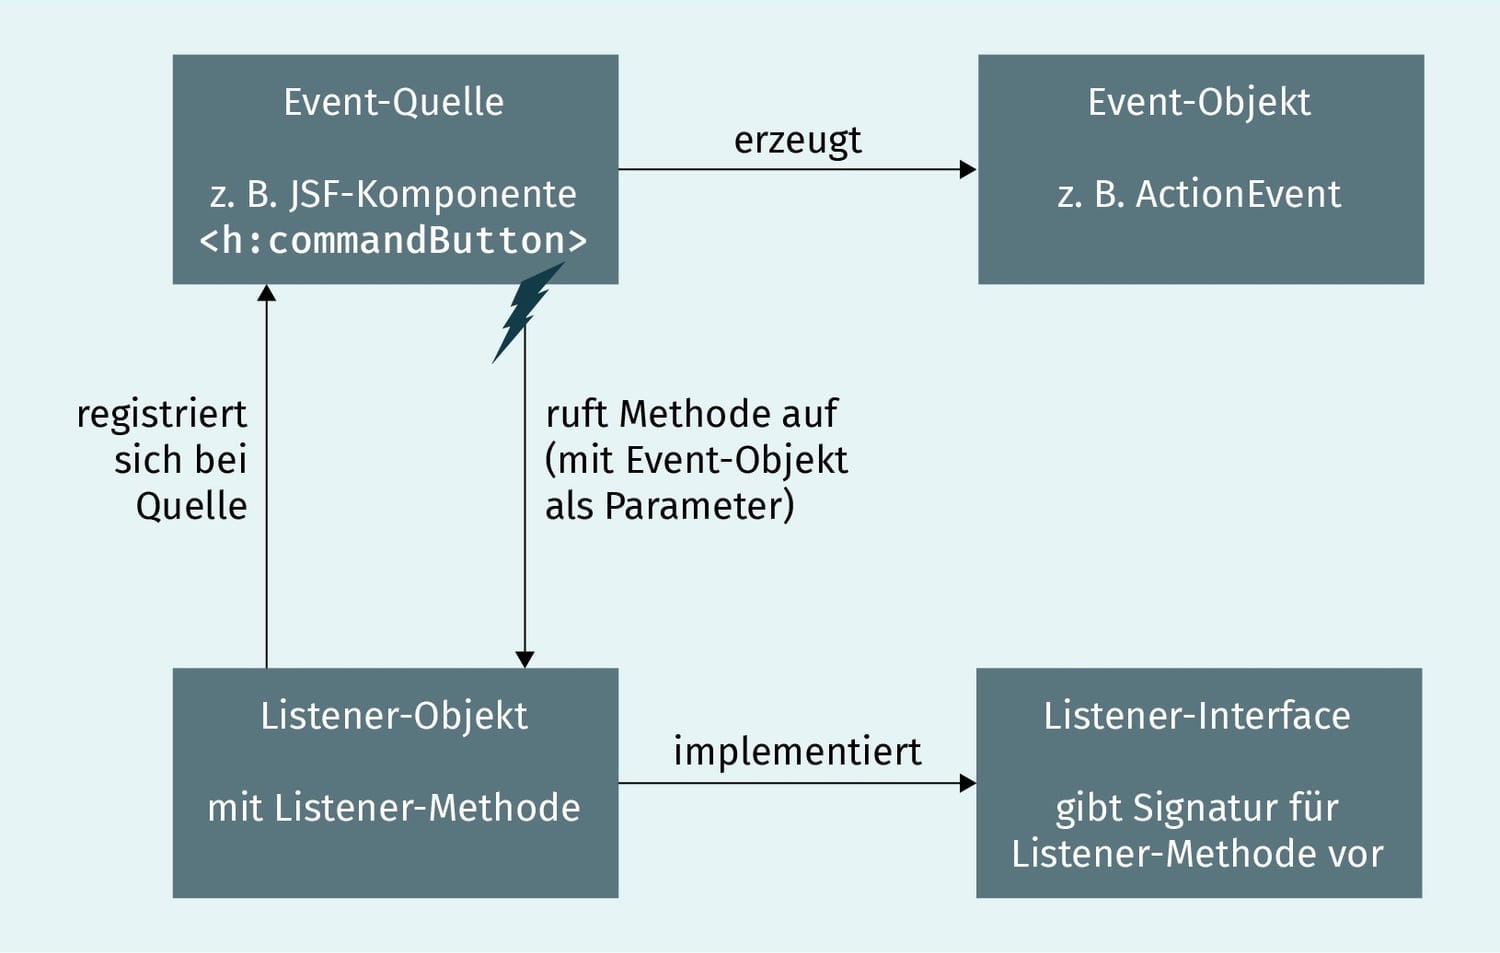 Event-Quelle
z. B. JSF-Komponente
<h:commandButton>
erzeugt
Event-Objekt
z. B. ActionEvent
registriert
sich bei
Quelle
ruft Methode auf
(mit Event-Objekt
als Parameter)
Listener-Objekt
mit Listener-Methode
implementiert
Listener-Interface
gibt Signatur für
Listener-Methode vor